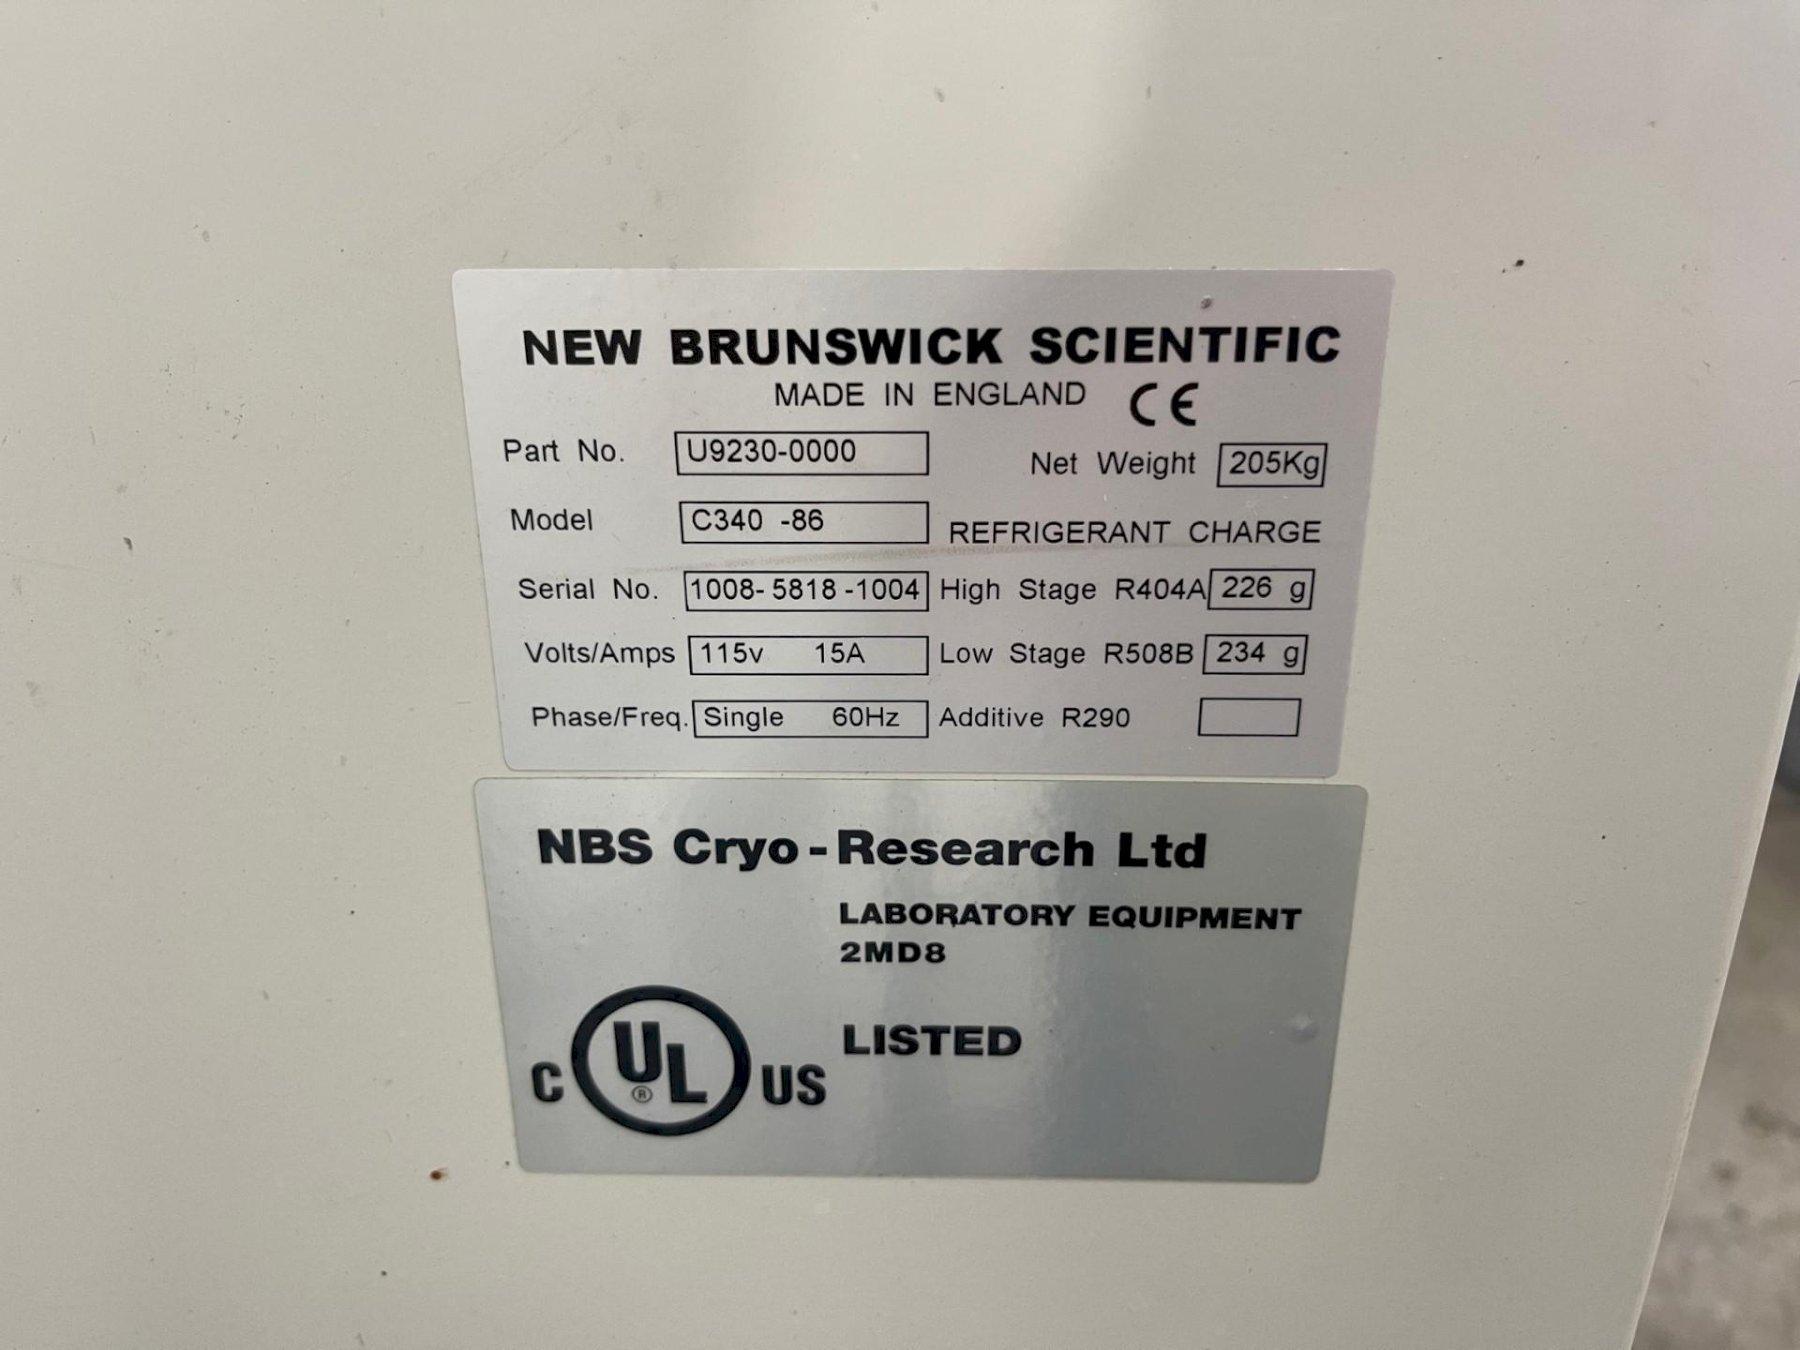 NEW BRUNSWICK SCIENTIFIC
MADE IN ENGLAND CE
Part No. U9230-0000 Net Weight 205Kg
Model C340 -86 REFRIGERANT CHARGE
Serial No. 1008-5818-1004 High Stage R404A 226 g
Volts/Amps 115v 15A Low Stage R508B 234 g
Phase/Freq. Single 60Hz Additive R290
NBS Cryo-Research Ltd
LABORATORY EQUIPMENT
2MD8
LISTED
C UL® US